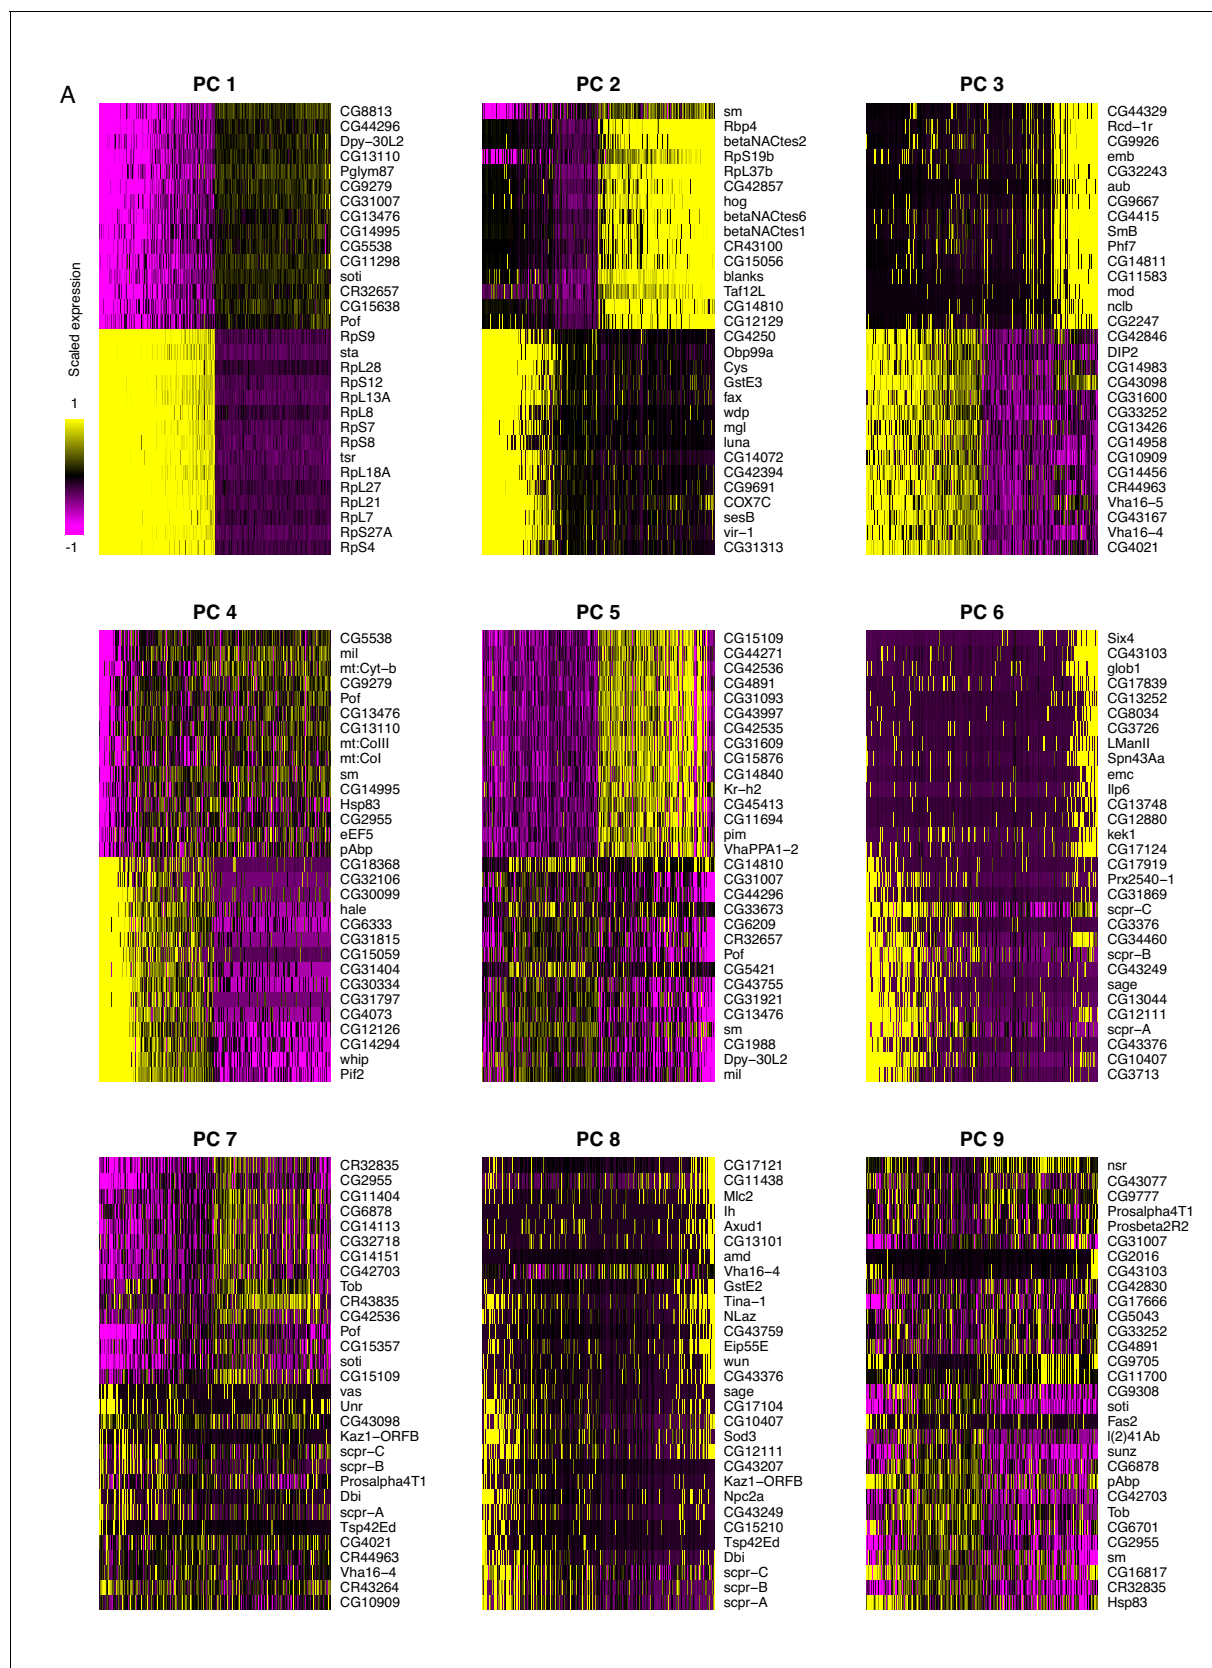 A
PC 1
CG8813
CG44296
Dpy−30L2
CG13110
Pglym87
CG9279
CG31007
CG13476
CG14995
CG5538
CG11298
soti
CR32657
CG15638
Pof
RpS9
sta
RpL28
RpS12
RpL13A
RpL8
RpS7
RpS8
tsr
RpL18A
RpL27
RpL21
RpL7
RpS27A
RpS4
Scaled expression
1
-1
PC 2
sm
Rbp4
betaNACtes2
RpS19b
RpL37b
CG42857
hog
betaNACtes6
betaNACtes1
CR43100
CG15056
blanks
Taf12L
CG14810
CG12129
CG4250
Obp99a
Cys
GstE3
fax
wdp
mgl
luna
CG14072
CG42394
CG9691
COX7C
sesB
vir−1
CG31313
PC 3
CG44329
Rcd−1r
CG9926
emb
CG32243
aub
CG9667
CG4415
SmB
Phf7
CG14811
CG11583
mod
nclb
CG2247
CG42846
DIP2
CG14983
CG43098
CG31600
CG33252
CG13426
CG14958
CG10909
CG14456
CR44963
Vha16−5
CG43167
Vha16−4
CG4021
PC 4
CG5538
mil
mt:Cyt−b
CG9279
Pof
CG13476
CG13110
mt:CoIII
mt:CoI
sm
CG14995
Hsp83
CG2955
eEF5
pAbp
CG18368
CG32106
CG30099
hale
CG6333
CG31815
CG15059
CG31404
CG30334
CG31797
CG4073
CG12126
CG14294
whip
Pif2
PC 5
CG15109
CG44271
CG42536
CG4891
CG31093
CG43997
CG42535
CG31609
CG15876
CG14840
Kr−h2
CG45413
CG11694
pim
VhaPPA1−2
CG14810
CG31007
CG44296
CG33673
CG6209
CR32657
Pof
CG5421
CG43755
CG31921
CG13476
sm
CG1988
Dpy−30L2
mil
PC 6
Six4
CG43103
glob1
CG17839
CG13252
CG8034
CG3726
LManII
Spn43Aa
emc
Ilp6
CG13748
CG12880
kek1
CG17124
CG17919
Prx2540−1
CG31869
scpr−C
CG3376
CG34460
scpr−B
CG43249
sage
CG13044
CG12111
scpr−A
CG43376
CG10407
CG3713
PC 7
CR32835
CG2955
CG11404
CG6878
CG14113
CG32718
CG14151
CG42703
Tob
CR43835
CG42536
Pof
CG15357
soti
CG15109
vas
Unr
CG43098
Kaz1−ORFB
scpr−C
scpr−B
Prosalpha4T1
Dbi
scpr−A
Tsp42Ed
CG4021
CR44963
Vha16−4
CR43264
CG10909
PC 8
CG17121
CG11438
Mlc2
Ih
Axud1
CG13101
amd
Vha16−4
GstE2
Tina−1
NLaz
CG43759
Eip55E
wun
CG43376
sage
CG17104
CG10407
Sod3
CG12111
CG43207
Kaz1−ORFB
Npc2a
CG43249
CG15210
Tsp42Ed
Dbi
scpr−C
scpr−B
scpr−A
PC 9
nsr
CG43077
CG9777
Prosalpha4T1
Prosbeta2R2
CG31007
CG2016
CG43103
CG42830
CG17666
CG5043
CG33252
CG4891
CG9705
CG11700
CG9308
soti
Fas2
l(2)41Ab
sunz
CG6878
pAbp
CG42703
Tob
CG6701
CG2955
sm
CG16817
CR32835
Hsp83